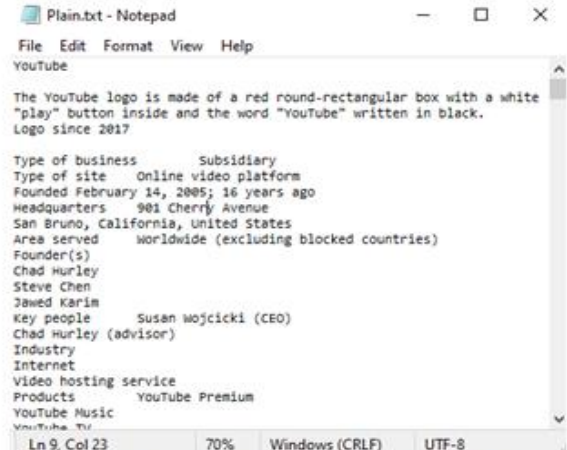 Plain.txt - Notepad
File Edit Format View Help
YouTube
The YouTube logo is made of a red round-rectangular box with a white
"play" button inside and the word "YouTube" written in black.
Logo since 2017
Type of business Subsidiary
Type of site Online video platform
Founded February 14, 2005; 16 years ago
Headquarters 901 Cherry Avenue
San Bruno, California, United States
Area served Worldwide (excluding blocked countries)
Founder(s)
Chad Hurley
Steve Chen
Jawed Karim
Key people Susan Wojcicki (CEO)
Chad Hurley (advisor)
Industry
Internet
Video hosting service
Products YouTube Premium
YouTube Music
YouTube TV
Ln 9, Col 23 70% Windows (CRLF) UTF-8